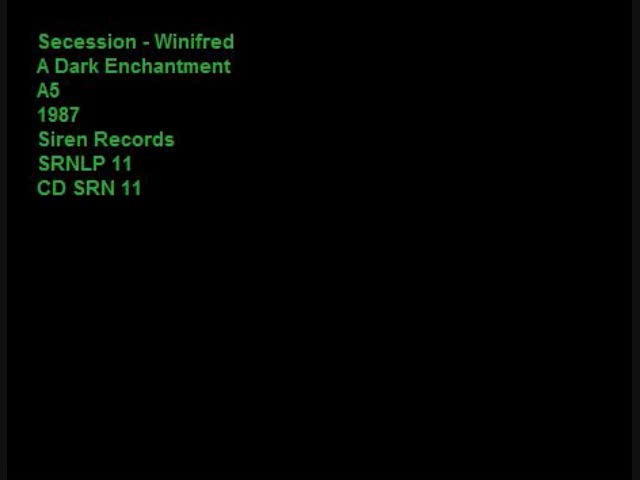 Secession - Winifred
A Dark Enchantment
A5
1987
Siren Records
SRNLP 11
CD SRN 11